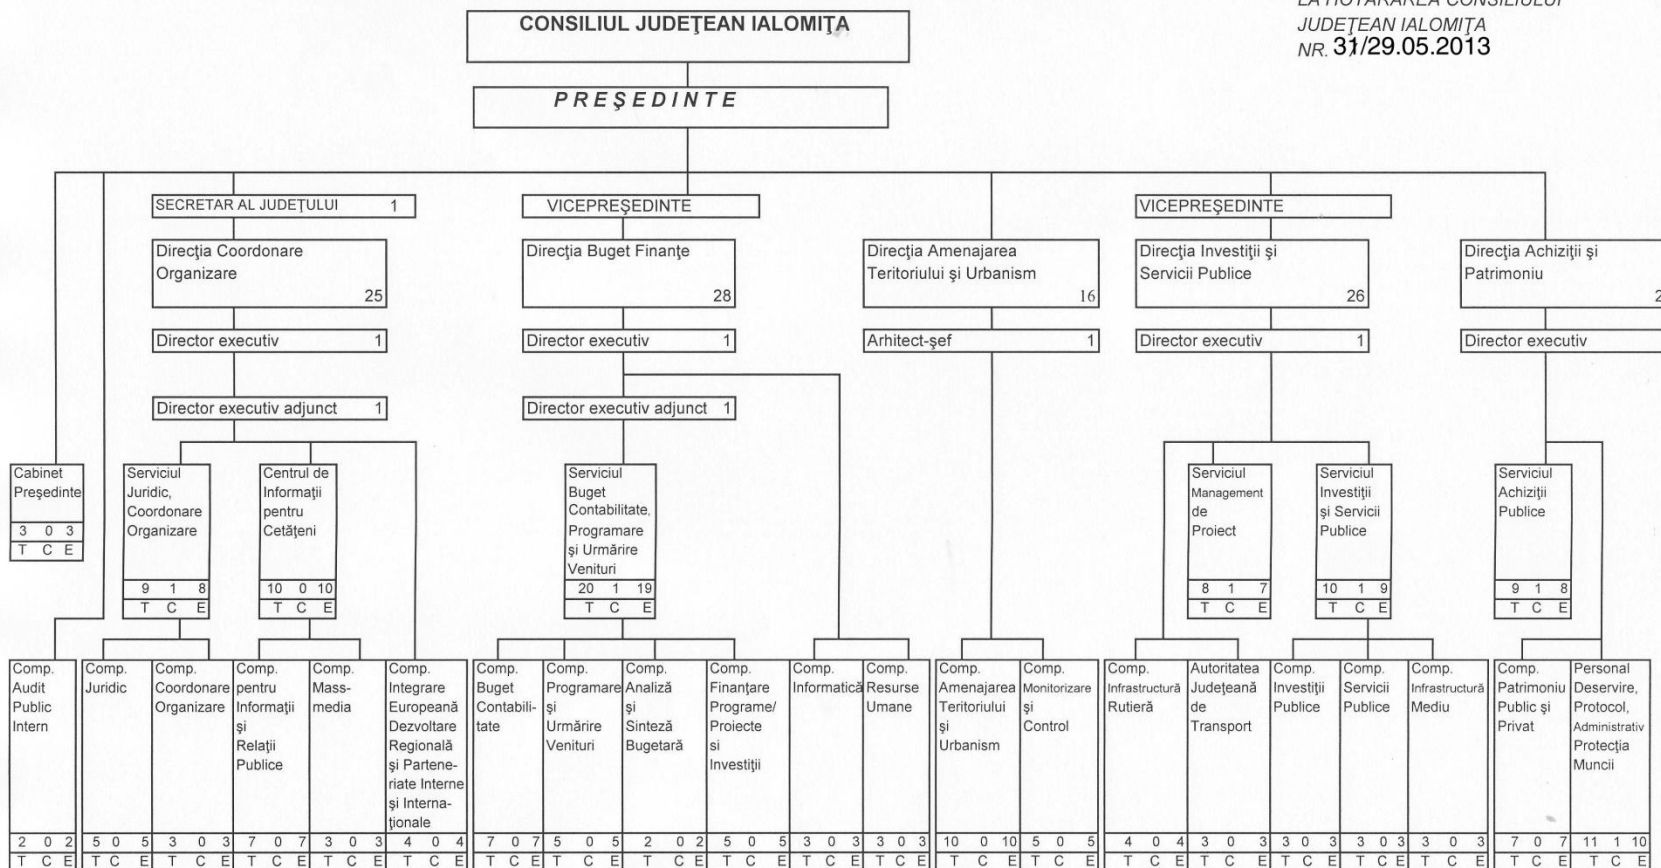 LA HOTĂRÂREA CONSILIULUI
JUDEŢEAN IALOMIŢA
NR. 31/29.05.2013
CONSILIUL JUDEŢEAN IALOMIŢA
PREŞEDINTE
SECRETAR AL JUDEŢULUI 1
VICEPREŞEDINTE
VICEPREŞEDINTE
Direcţia Coordonare
Organizare
25
Direcţia Buget Finanţe
28
Direcţia Amenajarea
Teritoriului şi Urbanism
16
Direcţia Investiţii şi
Servicii Publice
26
Direcţia Achiziţii şi
Patrimoniu
2
Director executiv 1
Director executiv 1
Arhitect-şef 1
Director executiv 1
Director executiv
Director executiv adjunct 1
Director executiv adjunct 1
Cabinet
Preşedinte
3 0 3
T C E
Serviciul
Juridic,
Coordonare
Organizare
9 1 8
T C E
Centrul de
Informaţii
pentru
Cetăţeni
10 0 10
T C E
Serviciul
Buget
Contabilitate,
Programare
şi Urmărire
Venituri
20 1 19
T C E
Serviciul
Management
de
Proiect
8 1 7
T C E
Serviciul
Investiţii
şi Servicii
Publice
10 1 9
T C E
Serviciul
Achiziţii
Publice
9 1 8
T C E
Comp.
Audit
Public
Intern
2 0 2
T C E
Comp.
Juridic
5 0 5
T C E
Comp.
Coordonare
Organizare
3 0 3
T C E
Comp.
pentru
Informaţii
şi
Relaţii
Publice
7 0 7
T C E
Comp.
Mass-
media
3 0 3
T C E
Comp.
Integrare
Europeană
Dezvoltare
Regională
şi Partene-
riate Interne
şi Interna-
ţionale
4 0 4
T C E
Comp.
Buget
Contabili-
tate
7 0 7
T C E
Comp.
Programare
şi
Urmărire
Venituri
5 0 5
T C E
Comp.
Analiză
şi
Sinteză
Bugetară
2 0 2
T C E
Comp.
Finanţare
Programe/
Proiecte
si
Investiţii
5 0 5
T C E
Comp.
Informatică
3 0 3
T C E
Comp.
Resurse
Umane
3 0 3
T C E
Comp.
Amenajarea
Teritoriului
şi
Urbanism
10 0 10
T C E
Comp.
Monitorizare
şi
Control
5 0 5
T C E
Comp.
Infrastructură
Rutieră
4 0 4
T C E
Autoritatea
Judeţeană
de
Transport
3 0 3
T C E
Comp.
Investiţii
Publice
3 0 3
T C E
Comp.
Servicii
Publice
3 0 3
T C E
Comp.
Infrastructură
Mediu
3 0 3
T C E
Comp.
Patrimoniu
Public şi
Privat
7 0 7
T C E
Personal
Deservire,
Protocol,
Administrativ
Protecţia
Muncii
11 1 10
T C E